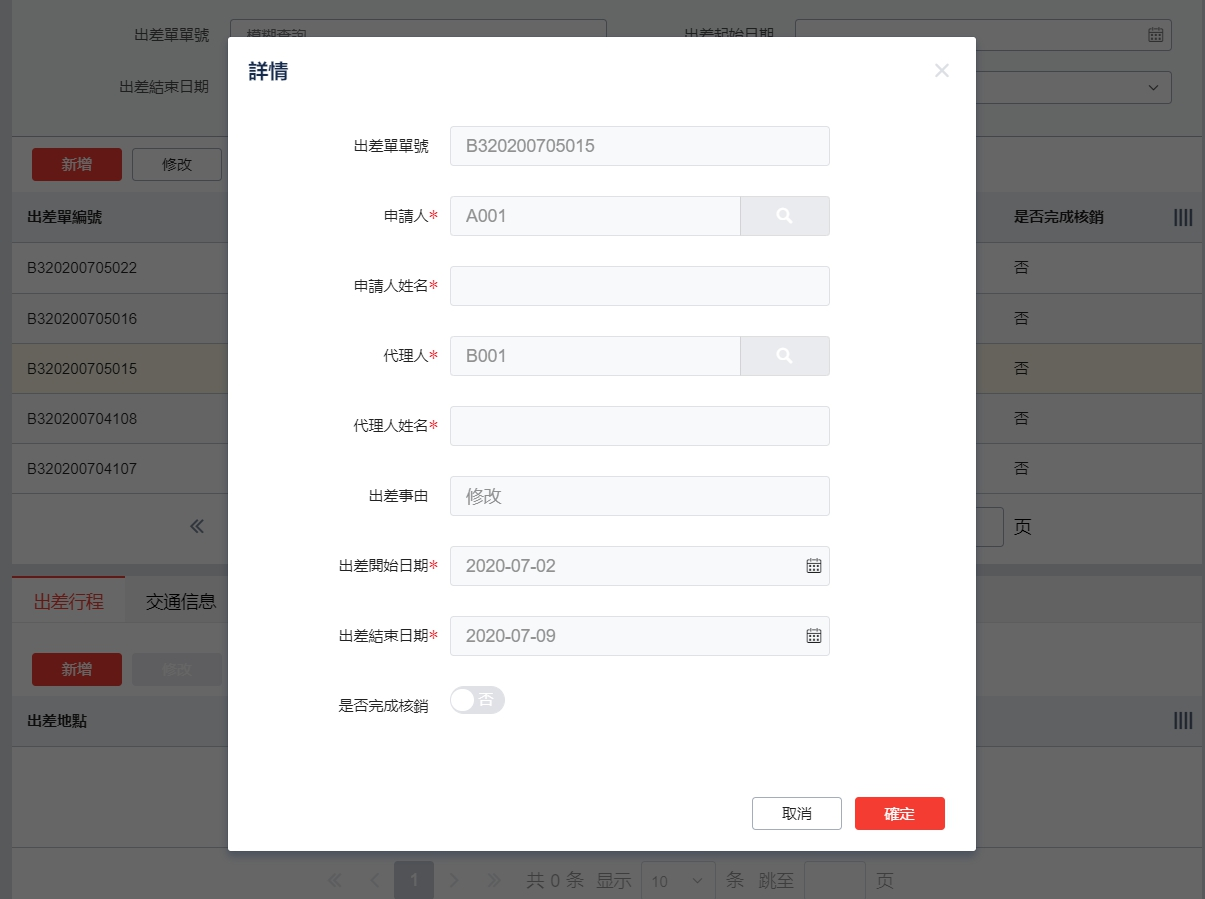 出差單單號
模糊查詢
出差起始日期
出差結束日期
新增
修改
出差單編號
是否完成核銷
B320200705022
否
B320200705016
否
B320200705015
否
B320200704108
否
B320200704107
否
页
出差行程
交通信息
新增
修改
出差地點
共 0 条
显示
10
条
跳至
页
1
詳情
出差單單號
B320200705015
申請人*
A001
申請人姓名*
代理人*
B001
代理人姓名*
出差事由
修改
出差開始日期*
2020-07-02
出差結束日期*
2020-07-09
是否完成核銷
否
取消
確定